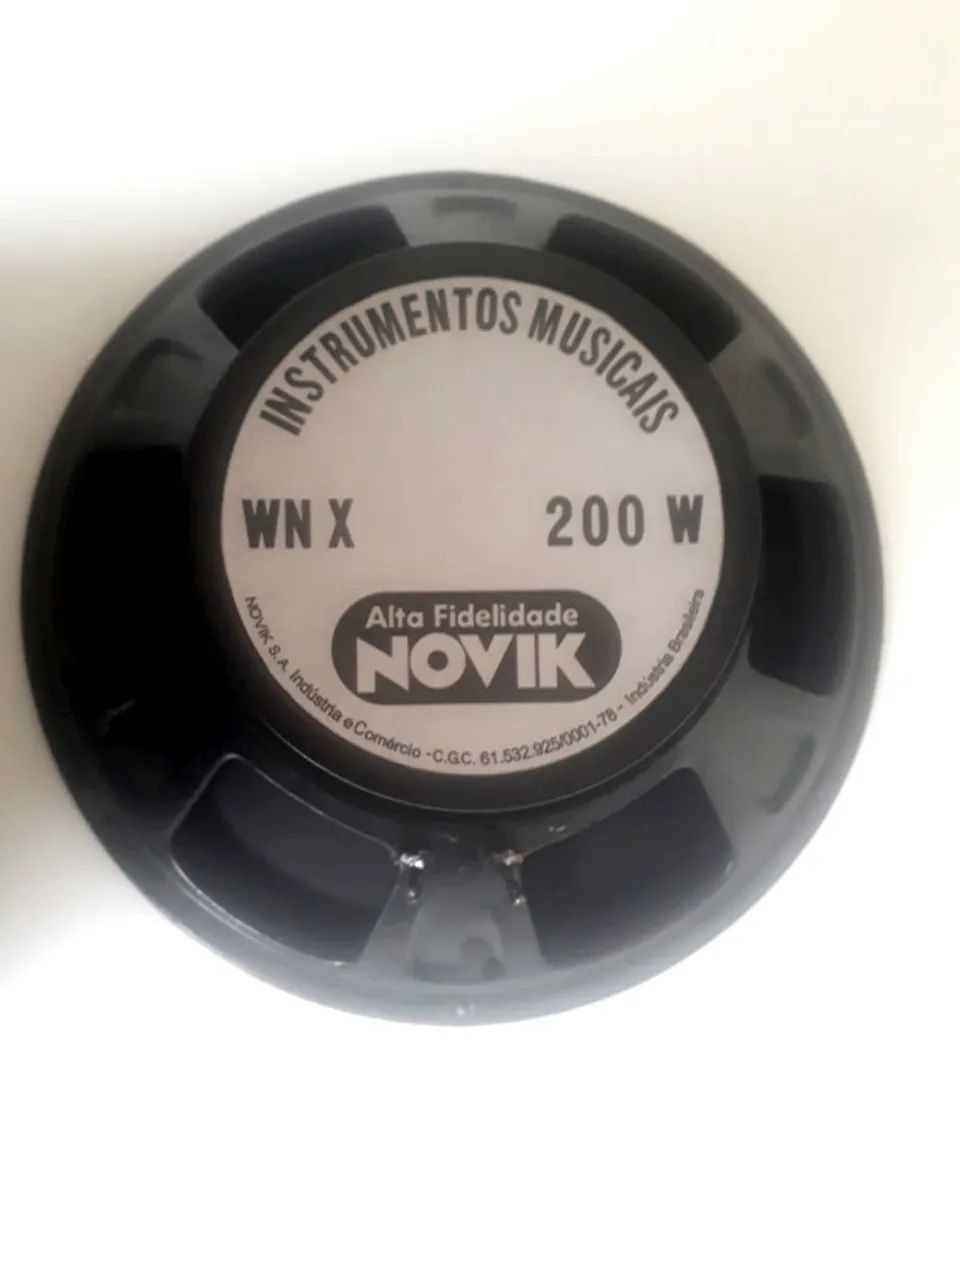 INSTRUMENTOS MUSICAIS
WN X 200 W
Alta Fidelidade
NOVIK
NOVIK S.A. Indústria e Comércio - C.G.C. 61.532.925/0001-78 - Indústria Brasileira